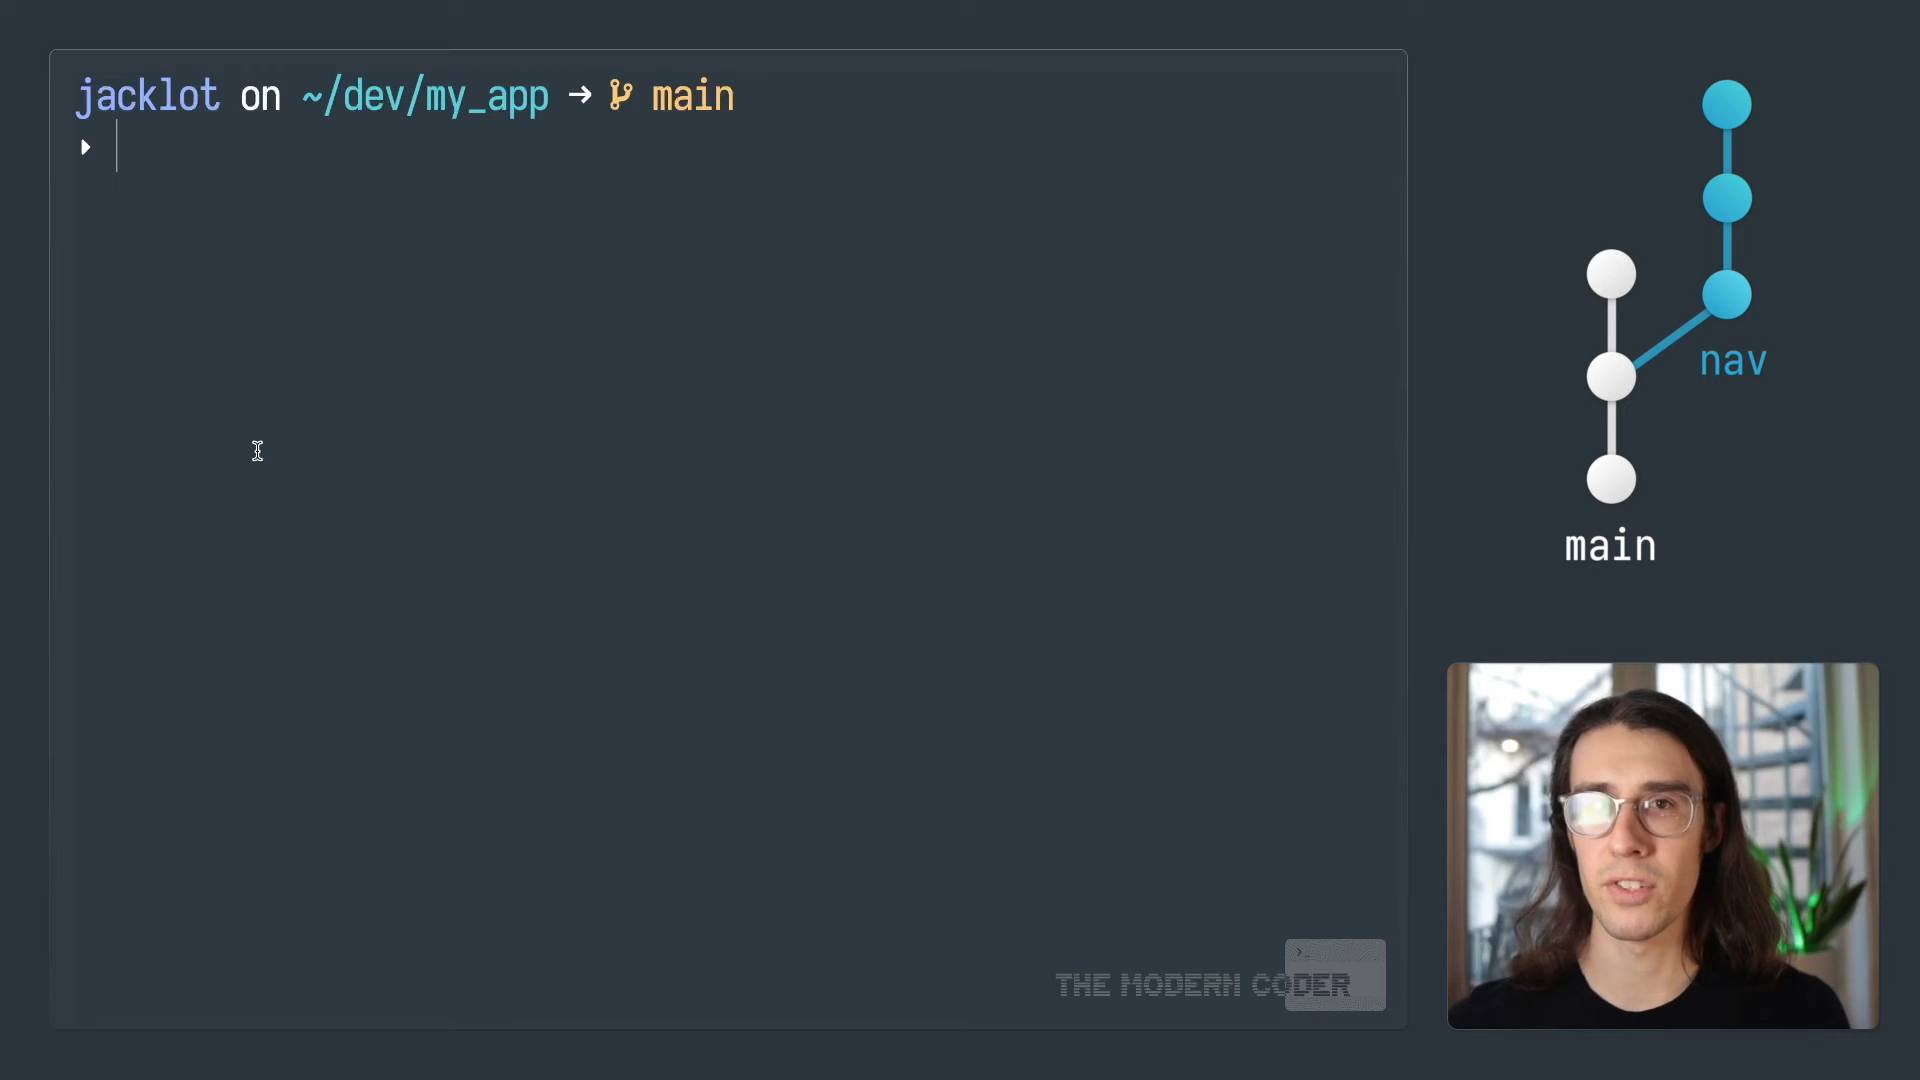 jacklot on ~/dev/my_app → main
nav
main
THE MODERN CODER